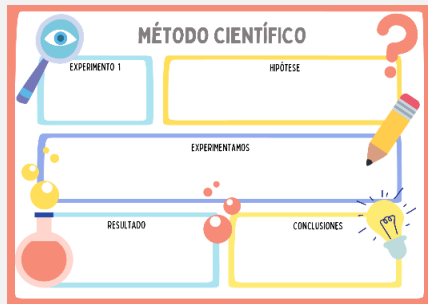 MÉTODO CIENTÍFICO
EXPERIMENTO 1
HIPÓTESE
EXPERIMENTAMOS
RESULTADO
CONCLUSIONES